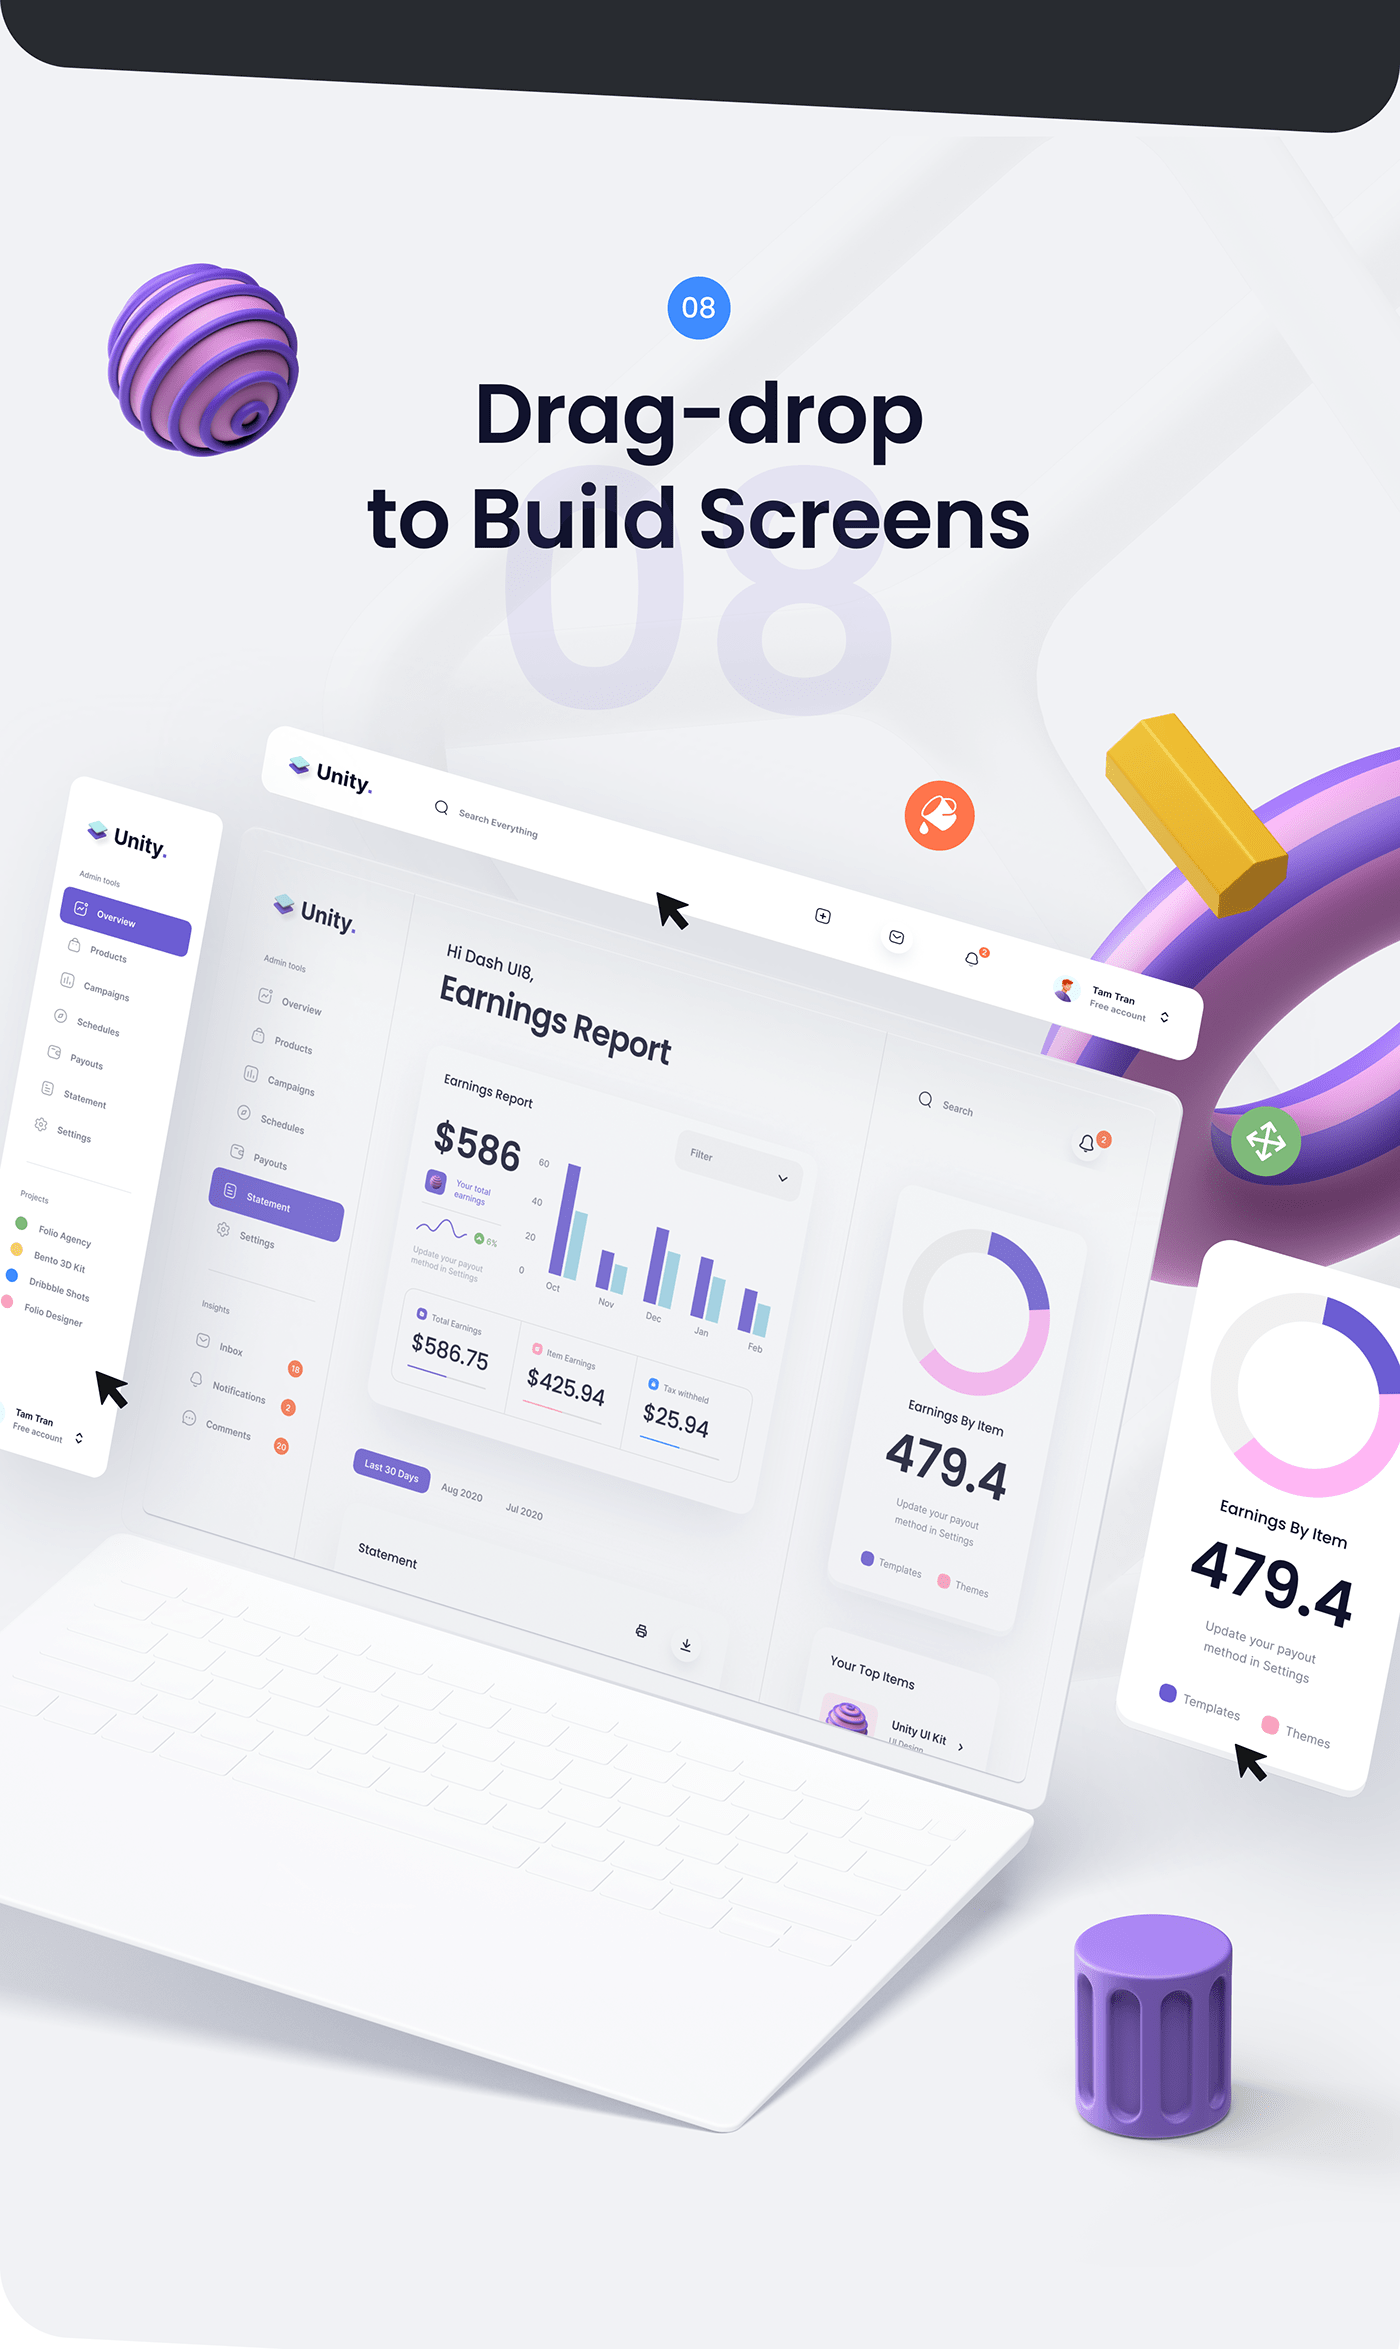 08
Drag-drop
to Build Screens
08
Unity.
Search Everything
2
Tam Tran
Free account
Unity.
Admin tools
Overview
Products
Campaigns
Schedules
Payouts
Statement
Settings
Projects
Folio Agency
Bento 3D Kit
Dribbble Shots
Folio Designer
Tam Tran
Free account
Unity.
Admin tools
Overview
Products
Campaigns
Schedules
Payouts
Statement
Settings
Insights
Inbox
18
Notifications
2
Comments
20
Hi Dash UI8,
Earnings Report
Earnings Report
$586
Your total
earnings
6%
Update your payout
method in Settings
Filter
60
40
20
0
Oct
Nov
Dec
Jan
Feb
Total Earnings
$586.75
Item Earnings
$425.94
Tax withheld
$25.94
Last 30 Days
Aug 2020
Jul 2020
Statement
Search
2
Earnings By Item
479.4
Update your payout
method in Settings
Templates
Themes
Your Top Items
Unity UI Kit
UI Design
Earnings By Item
479.4
Update your payout
method in Settings
Templates
Themes